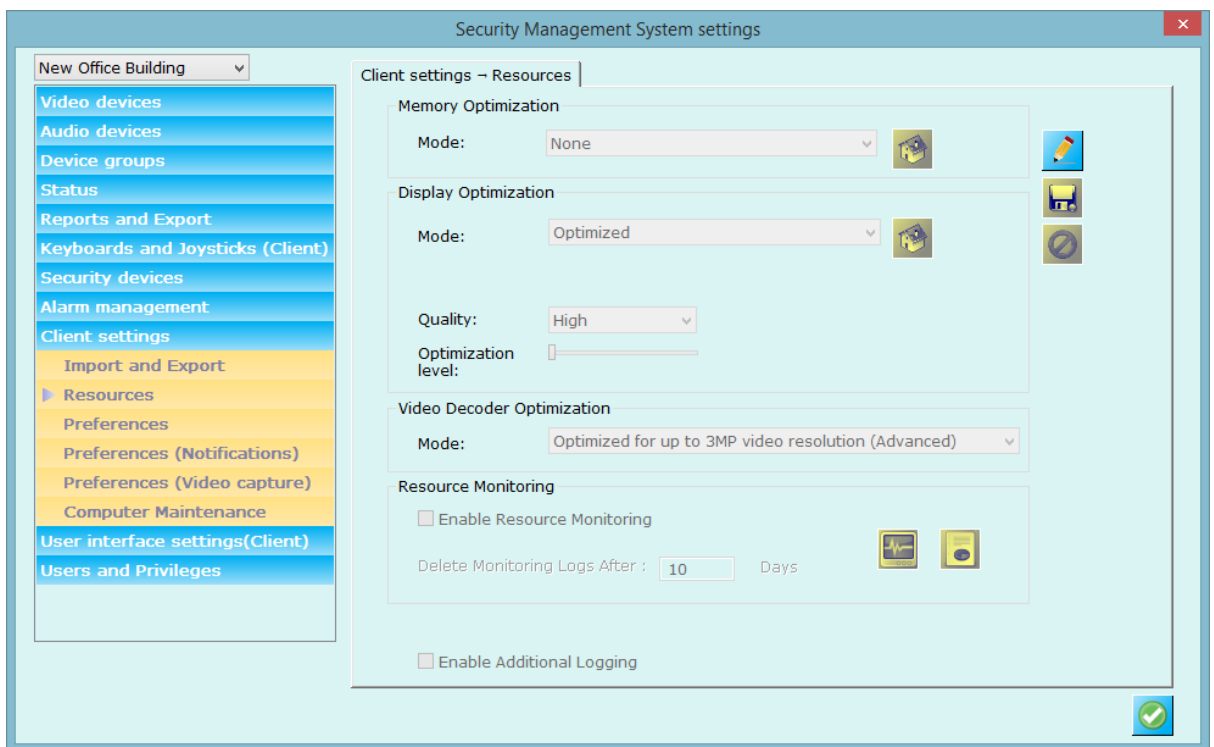 Security Management System settings
New Office Building
Video devices
Audio devices
Device groups
Status
Reports and Export
Keyboards and Joysticks (Client)
Security devices
Alarm management
Client settings
Import and Export
Resources
Preferences
Preferences (Notifications)
Preferences (Video capture)
Computer Maintenance
User interface settings(Client)
Users and Privileges
Client settings → Resources
Memory Optimization
Mode: None
Display Optimization
Mode: Optimized
Quality: High
Optimization
level:
Video Decoder Optimization
Mode: Optimized for up to 3MP video resolution (Advanced)
Resource Monitoring
Enable Resource Monitoring
Delete Monitoring Logs After : 10 Days
Enable Additional Logging